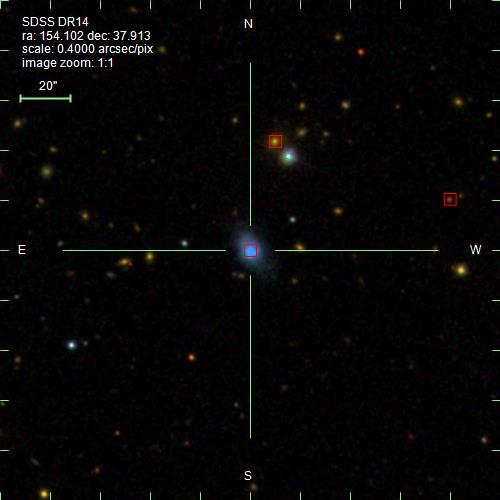 SDSS DR14
ra: 154.102 dec: 37.913
scale: 0.4000 arcsec/pix
image zoom: 1:1
20"
N
E
W
S